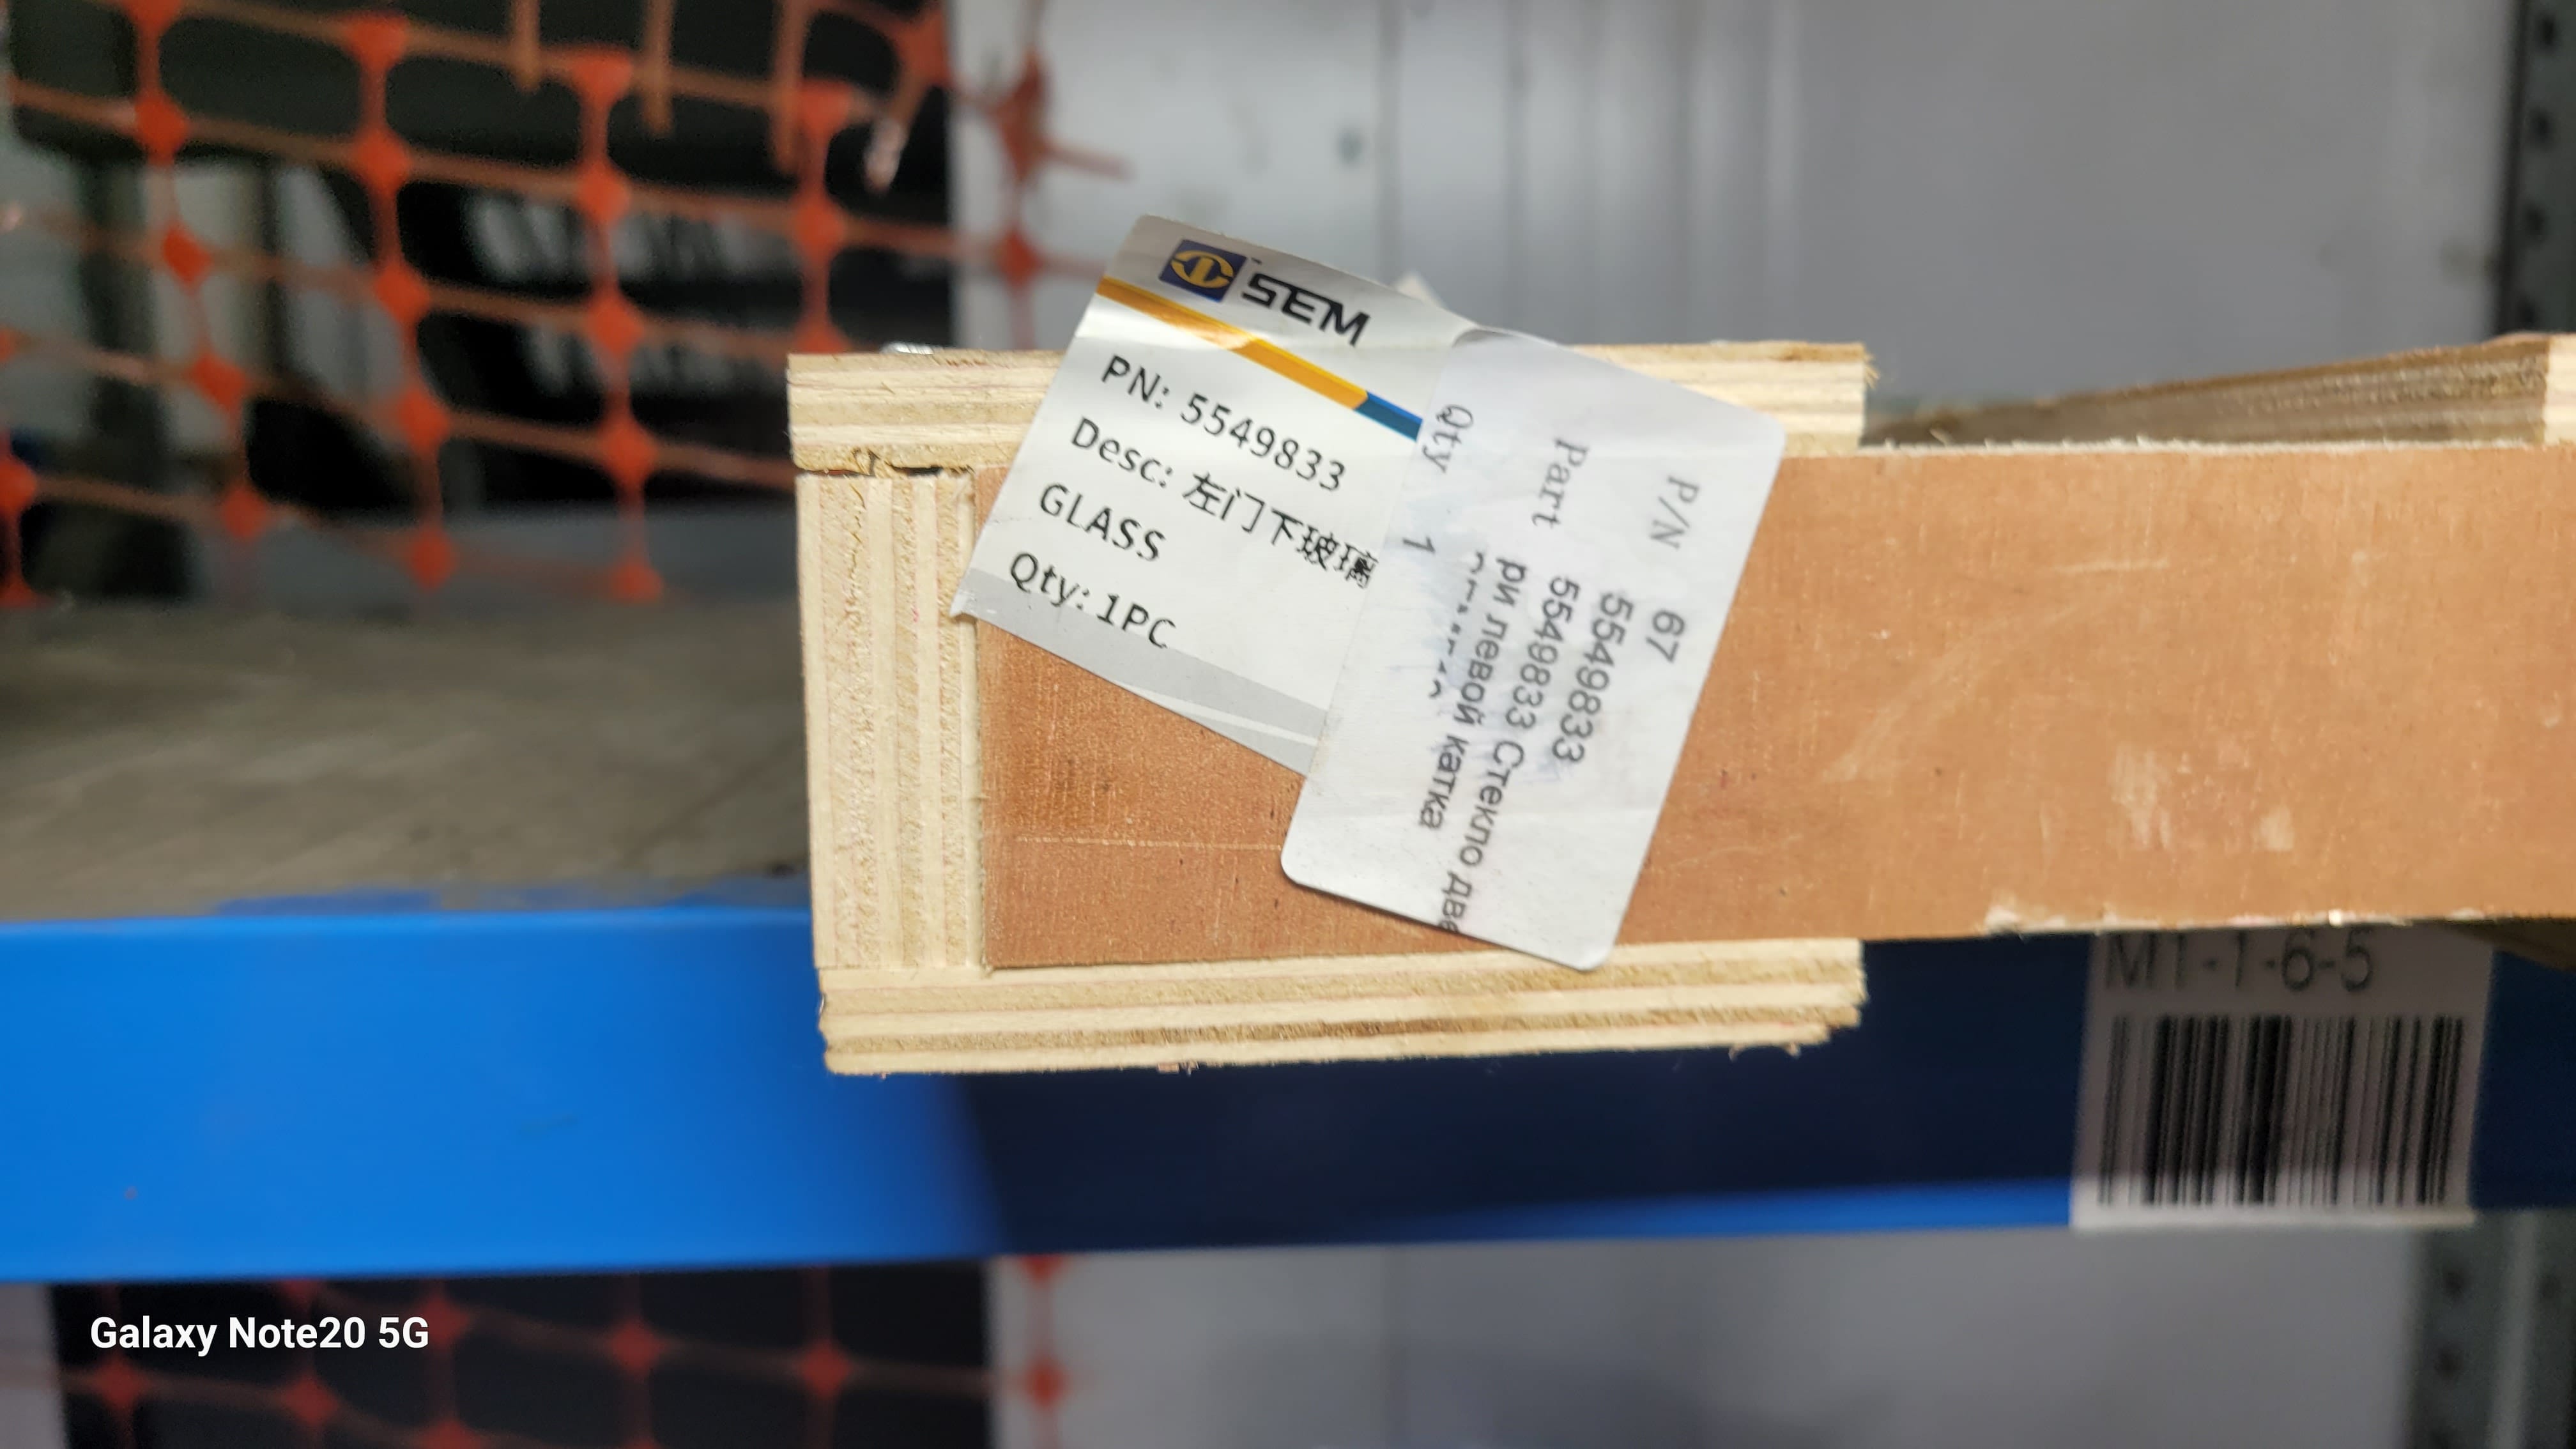 SEM
PN: 5549833
Desc: 左门下玻璃
GLASS
Qty: 1PC
P/N 67
5549833
Part 5549833 Стекло две
ри левой катка
Qty 1
M1-1-6-5
Galaxy Note20 5G